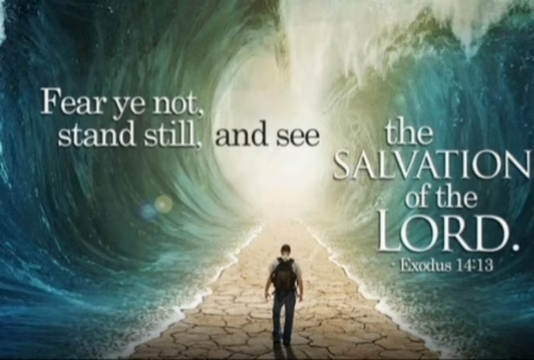 Fear ye not,
stand still, and see
the
SALVATION
of the
LORD.
Exodus 14:13